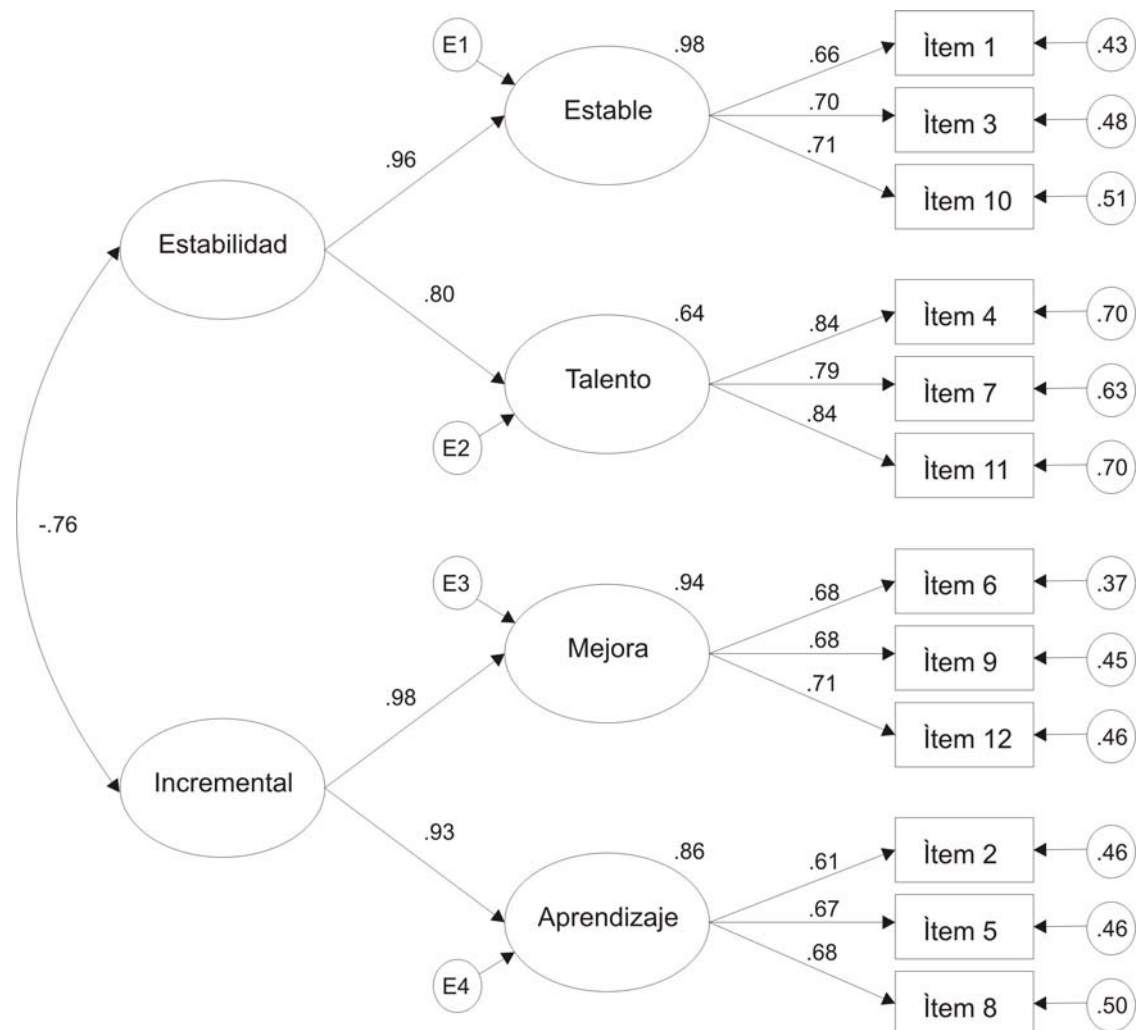 E1
.98
Estable
.96
.66
Ìtem 1
.43
.70
Ìtem 3
.48
.71
Ìtem 10
.51
Estabilidad
.80
.64
Talento
E2
.84
Ìtem 4
.70
.79
Ìtem 7
.63
.84
Ìtem 11
.70
-.76
E3
.94
Mejora
.98
.68
Ìtem 6
.37
.68
Ìtem 9
.45
.71
Ìtem 12
.46
Incremental
.93
.86
Aprendizaje
E4
.61
Ìtem 2
.46
.67
Ìtem 5
.46
.68
Ìtem 8
.50